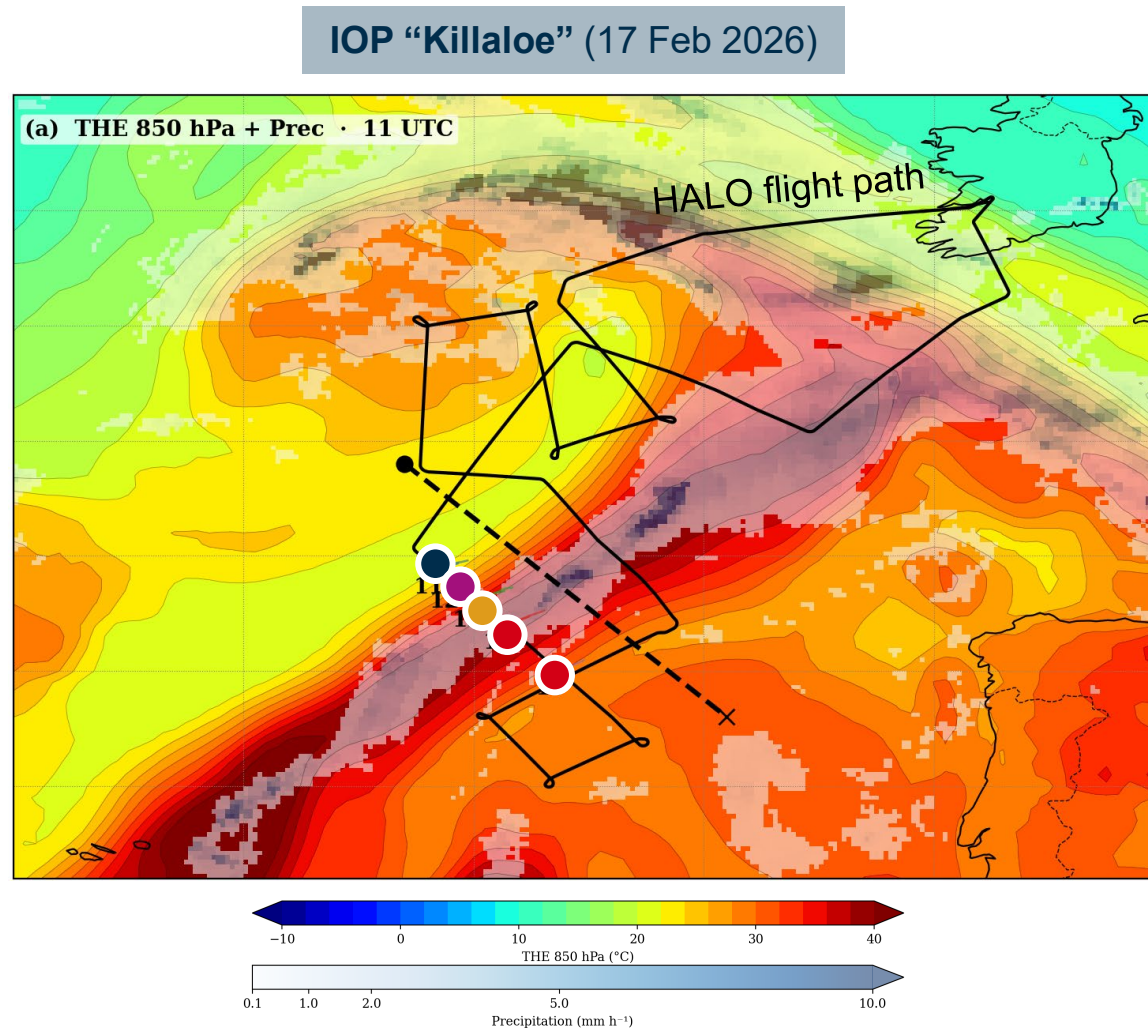 IOP “Killaloe” (17 Feb 2026)
(a) THE 850 hPa + Prec · 11 UTC
HALO flight path
−10 0 10 20 30 40
THE 850 hPa (°C)
0.1 1.0 2.0 5.0 10.0
Precipitation (mm h⁻¹)